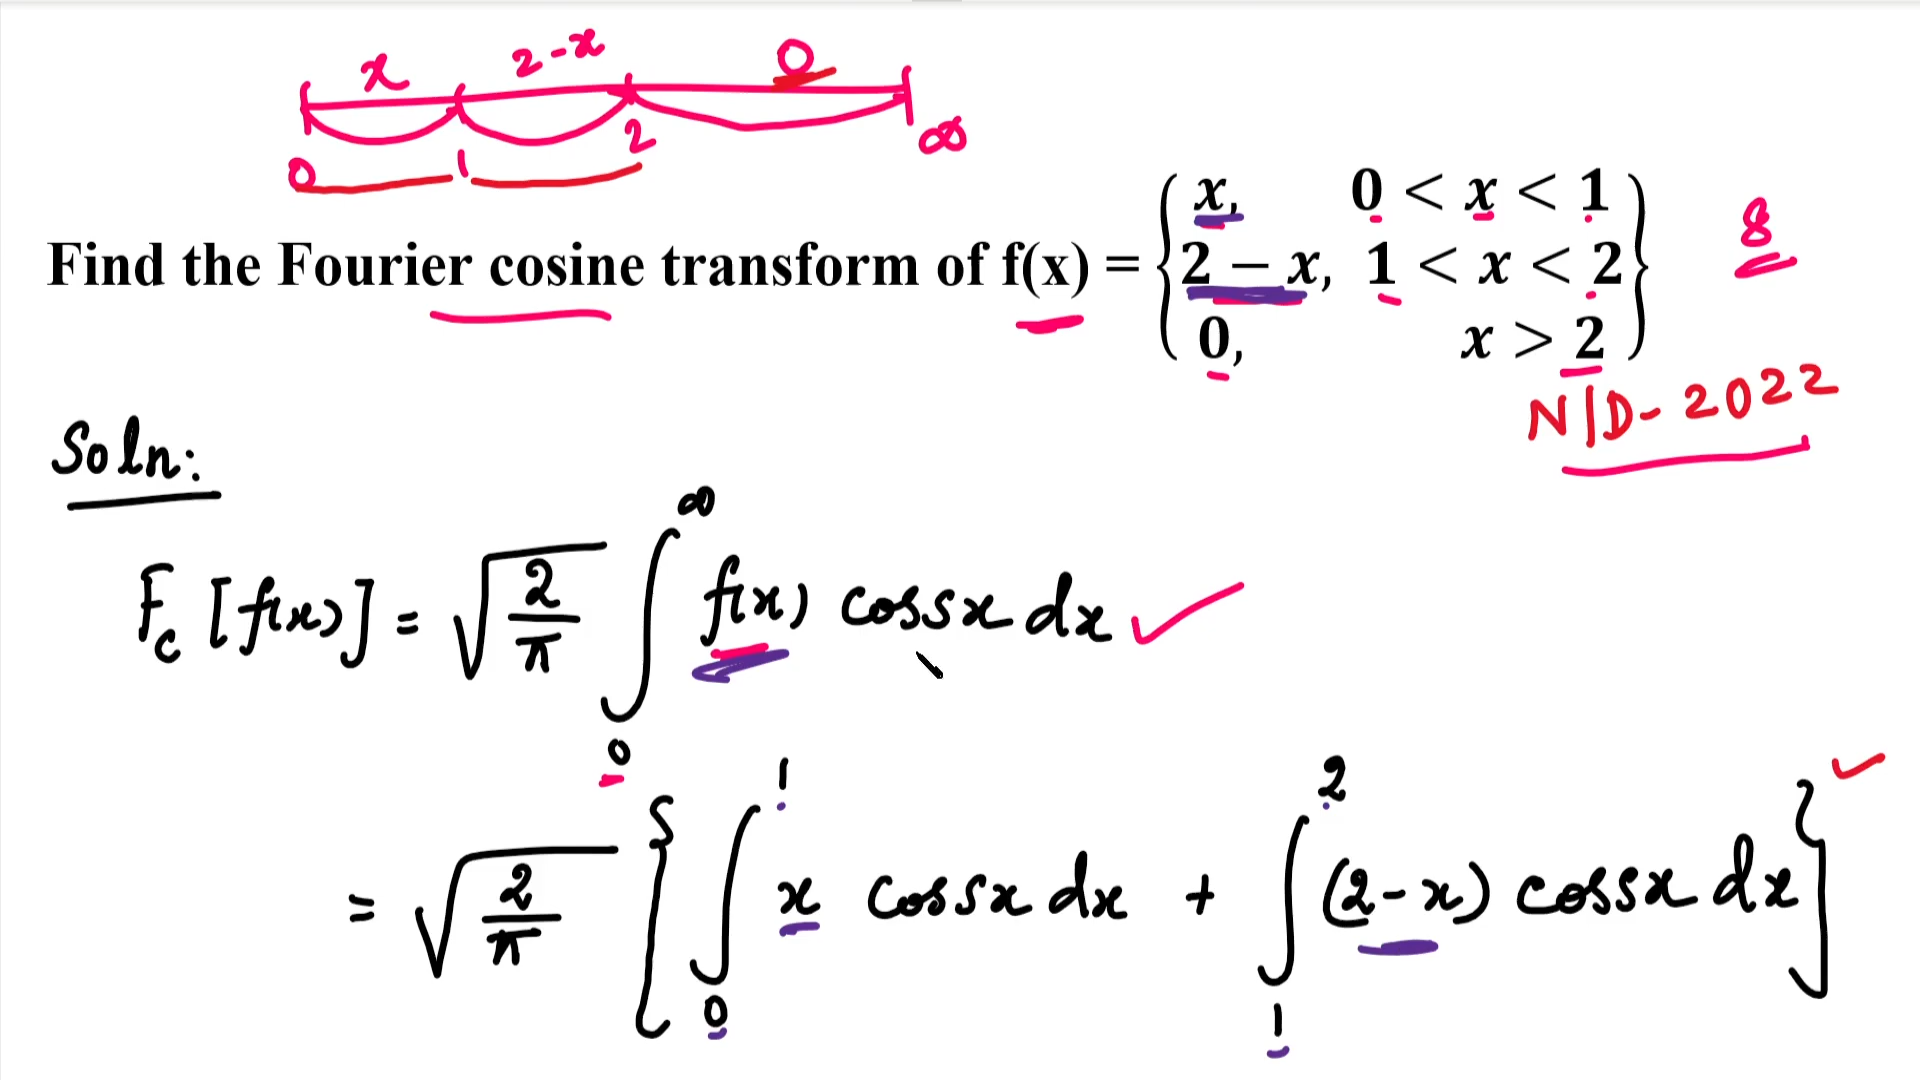 x 2-x 0
0 1 2 ∞
Find the Fourier cosine transform of f(x) = { x, 0 < x < 1
2 − x, 1 < x < 2
0, x > 2 }
8
N/D-2022
Soln:
F_c [f(x)] = √(2/π) ∫_0^∞ f(x) cos sx dx ✓
= √(2/π) { ∫_0^1 x cos sx dx + ∫_1^2 (2-x) cos sx dx } ✓